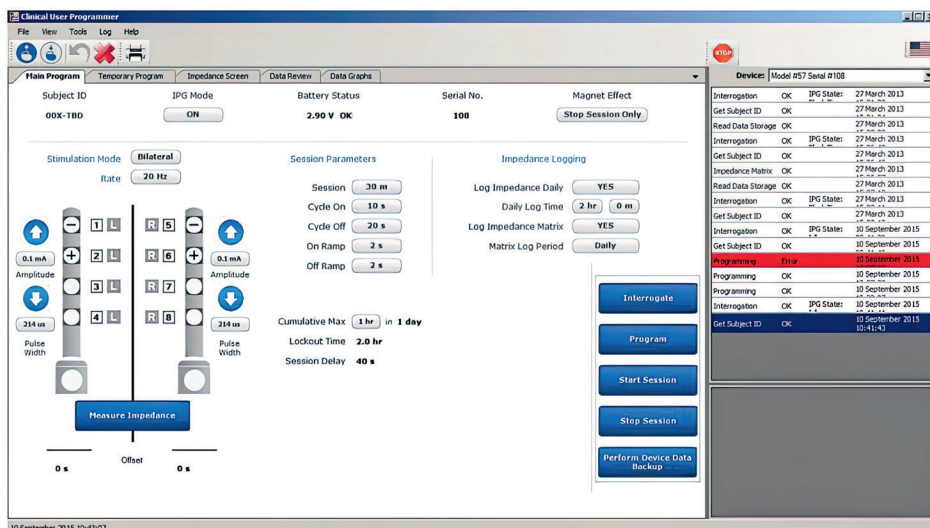 Clinical User Programmer
File View Tools Log Help
STOP
Main Program Temporary Program Impedance Screen Data Review Data Graphs
Device: Model #57 Serial #108
Subject ID IPG Mode Battery Status Serial No. Magnet Effect
00X-TBD ON 2.90 V OK 108 Stop Session Only
Stimulation Mode Bilateral
Rate 20 Hz
1 L R 5
2 L R 6
3 L R 7
4 L R 8
0.1 mA 0.1 mA
Amplitude Amplitude
214 us 214 us
Pulse Width Pulse Width
Measure Impedance
Offset
0 s 0 s
Session Parameters
Session 30 m
Cycle On 10 s
Cycle Off 20 s
On Ramp 2 s
Off Ramp 2 s
Cumulative Max 1 hr in 1 day
Lockout Time 2.0 hr
Session Delay 40 s
Impedance Logging
Log Impedance Daily YES
Daily Log Time 2 hr 0 m
Log Impedance Matrix YES
Matrix Log Period Daily
Interrogate
Program
Start Session
Stop Session
Perform Device Data
Backup
Interrogation OK IPG State: 27 March 2013
Get Subject ID OK 27 March 2013
Read Data Storage OK 27 March 2013
Interrogation OK IPG State: 27 March 2013
Get Subject ID OK 27 March 2013
Impedance Matrix OK 27 March 2013
Read Data Storage OK 27 March 2013
Interrogation OK IPG State: 27 March 2013
Get Subject ID OK 27 March 2013
Interrogation OK IPG State: 10 September 2015
Get Subject ID OK 10 September 2015
Programming Error 10 September 2015
Programming OK 10 September 2015
Programming OK 10 September 2015
Interrogation OK IPG State: 10 September 2015
Get Subject ID OK 10 September 2015
10:41:43
10 September 2015 10:47:07